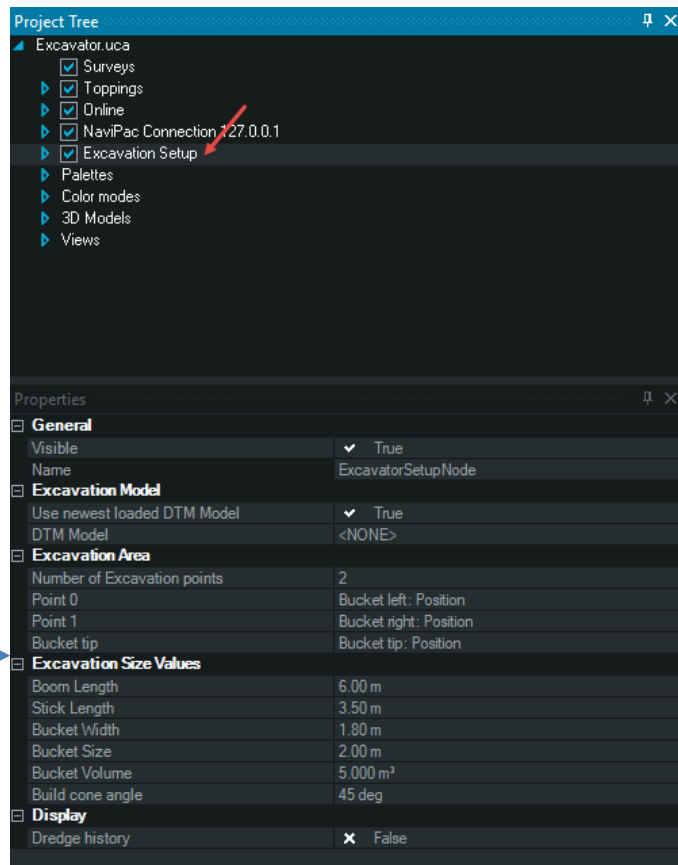 Project Tree
Excavator.uca
Surveys
Toppings
Online
NaviPac Connection 127.0.0.1
Excavation Setup
Palettes
Color modes
3D Models
Views
Properties
General
Visible True
Name ExcavatorSetupNode
Excavation Model
Use newest loaded DTM Model True
DTM Model <NONE>
Excavation Area
Number of Excavation points 2
Point 0 Bucket left: Position
Point 1 Bucket right: Position
Bucket tip Bucket tip: Position
Excavation Size Values
Boom Length 6.00 m
Stick Length 3.50 m
Bucket Width 1.80 m
Bucket Size 2.00 m
Bucket Volume 5.000 m³
Build cone angle 45 deg
Display
Dredge history False